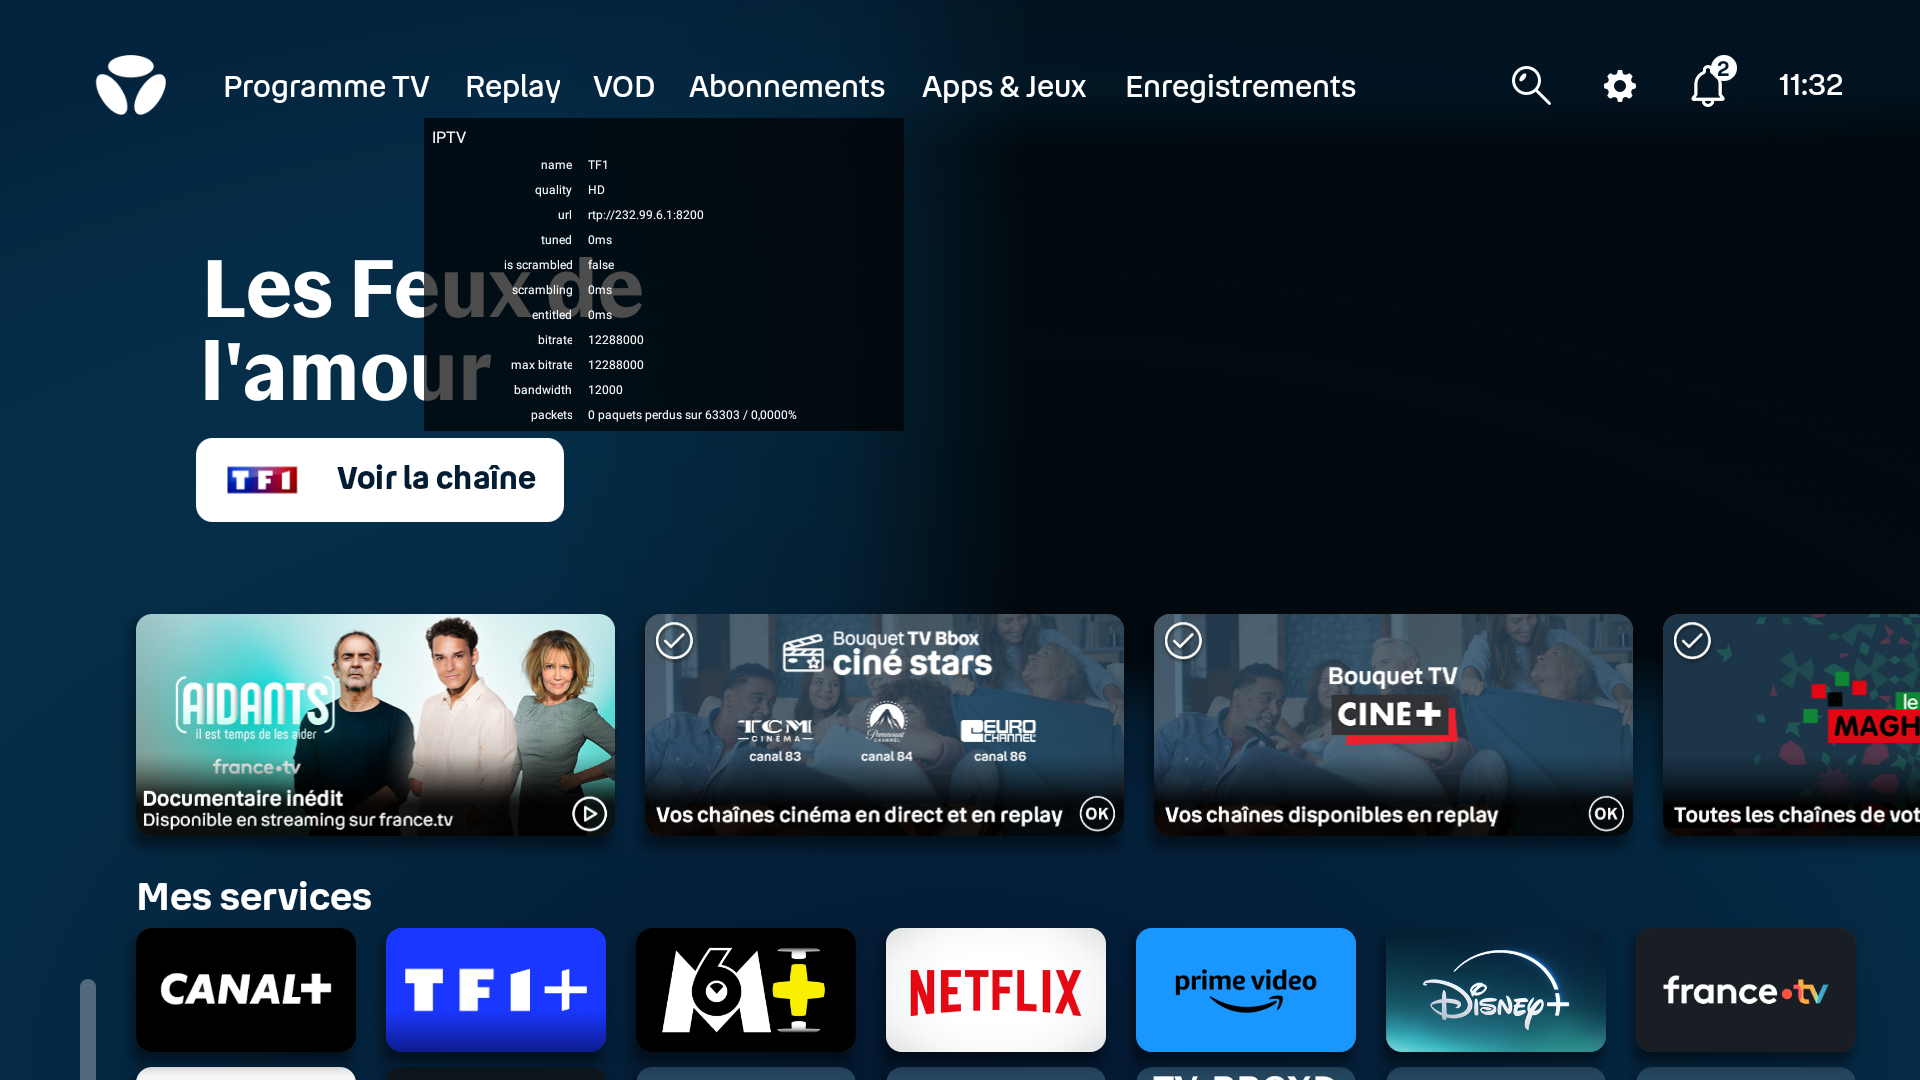 Programme TV Replay VOD Abonnements Apps & Jeux Enregistrements 2 11:32
IPTV
name TF1
quality HD
url rtp://232.99.6.1:8200
tuned 0ms
is scrambled false
scrambling 0ms
entitled 0ms
bitrate 12288000
max bitrate 12288000
bandwidth 12000
packets 0 paquets perdus sur 63303 / 0,0000%
Les Feux de
l'amour
TF1 Voir la chaîne
AIDANTS
il est temps de les aider
france•tv
Documentaire inédit
Disponible en streaming sur france.tv
Bouquet TV Bbox
ciné stars
TCM
CINÉMA
canal 83
Paramount
CHANNEL
canal 84
EURO
CHANNEL
canal 86
Vos chaînes cinéma en direct et en replay OK
Bouquet TV
CINE+
Vos chaînes disponibles en replay OK
le
MAGH
Toutes les chaînes de vot
Mes services
CANAL+
TF1+
M6+
NETFLIX
prime video
Disney+
france•tv